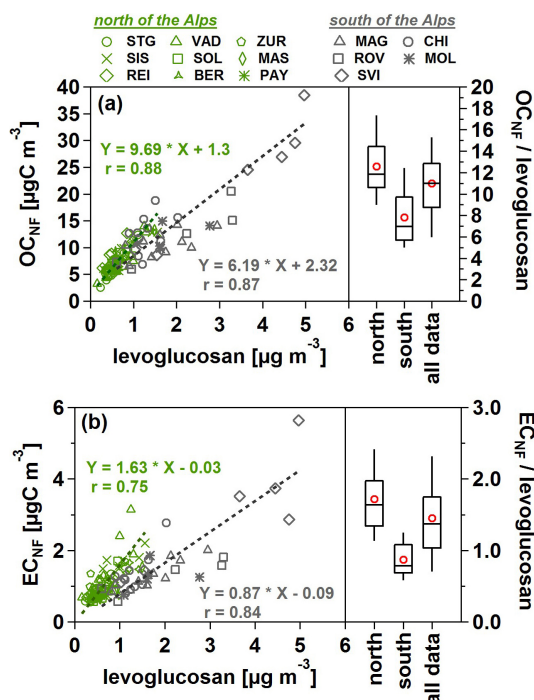 north of the Alps south of the Alps
STG VAD ZUR MAG CHI
SIS SOL MAS ROV MOL
REI BER PAY SVI
40 20
(a)
35 18
Y = 9.69 * X + 1.3
r = 0.88
30 16
25 14
20 12
15 10
10 8
5 6
0 4
2
0
Y = 6.19 * X + 2.32
r = 0.87
OCNF [µgC m-3]
OCNF / levoglucosan
0 1 2 3 4 5 6
levoglucosan [µg m-3]
north
south
all data
6 3.0
(b)
Y = 1.63 * X - 0.03
r = 0.75
4 2.0
2 1.0
0 0.0
Y = 0.87 * X - 0.09
r = 0.84
ECNF [µgC m-3]
ECNF / levoglucosan
0 1 2 3 4 5 6
levoglucosan [µg m-3]
north
south
all data